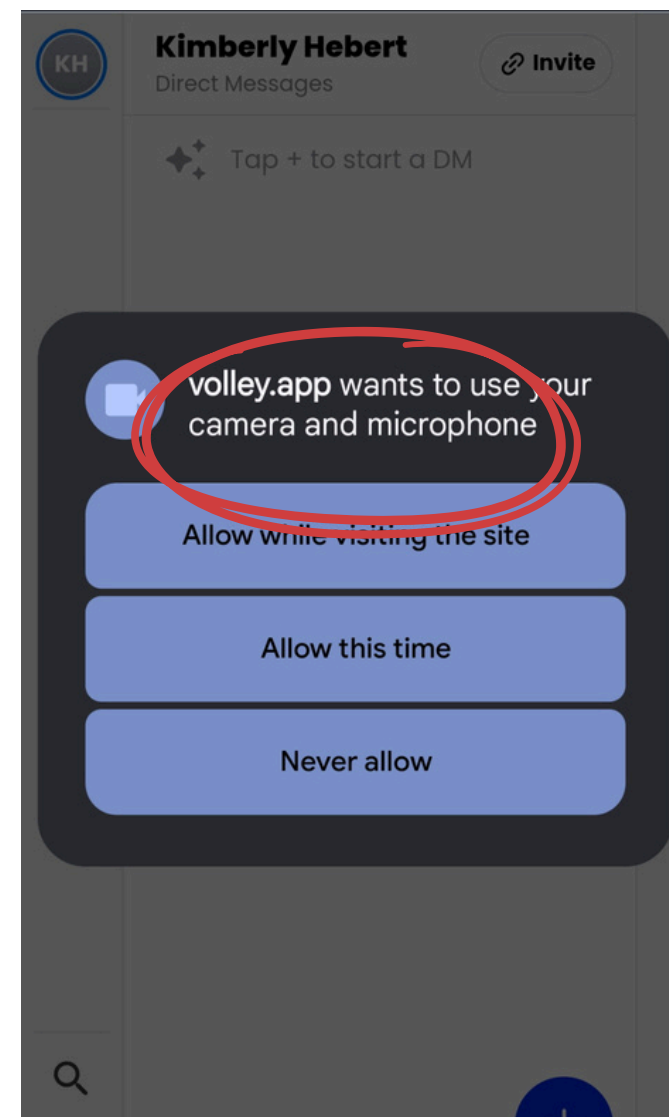 KH
Kimberly Hebert
Invite
Direct Messages
Tap + to start a DM
volley.app wants to use your
camera and microphone
Allow while visiting the site
Allow this time
Never allow